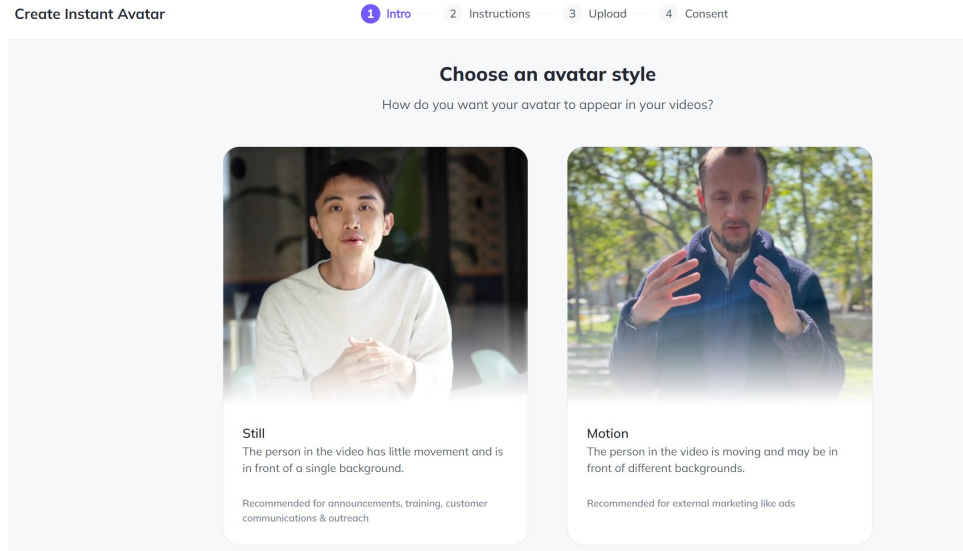 Create Instant Avatar
1 Intro 2 Instructions 3 Upload 4 Consent
Choose an avatar style
How do you want your avatar to appear in your videos?
Still
The person in the video has little movement and is
in front of a single background.
Recommended for announcements, training, customer
communications & outreach
Motion
The person in the video is moving and may be in
front of different backgrounds.
Recommended for external marketing like ads